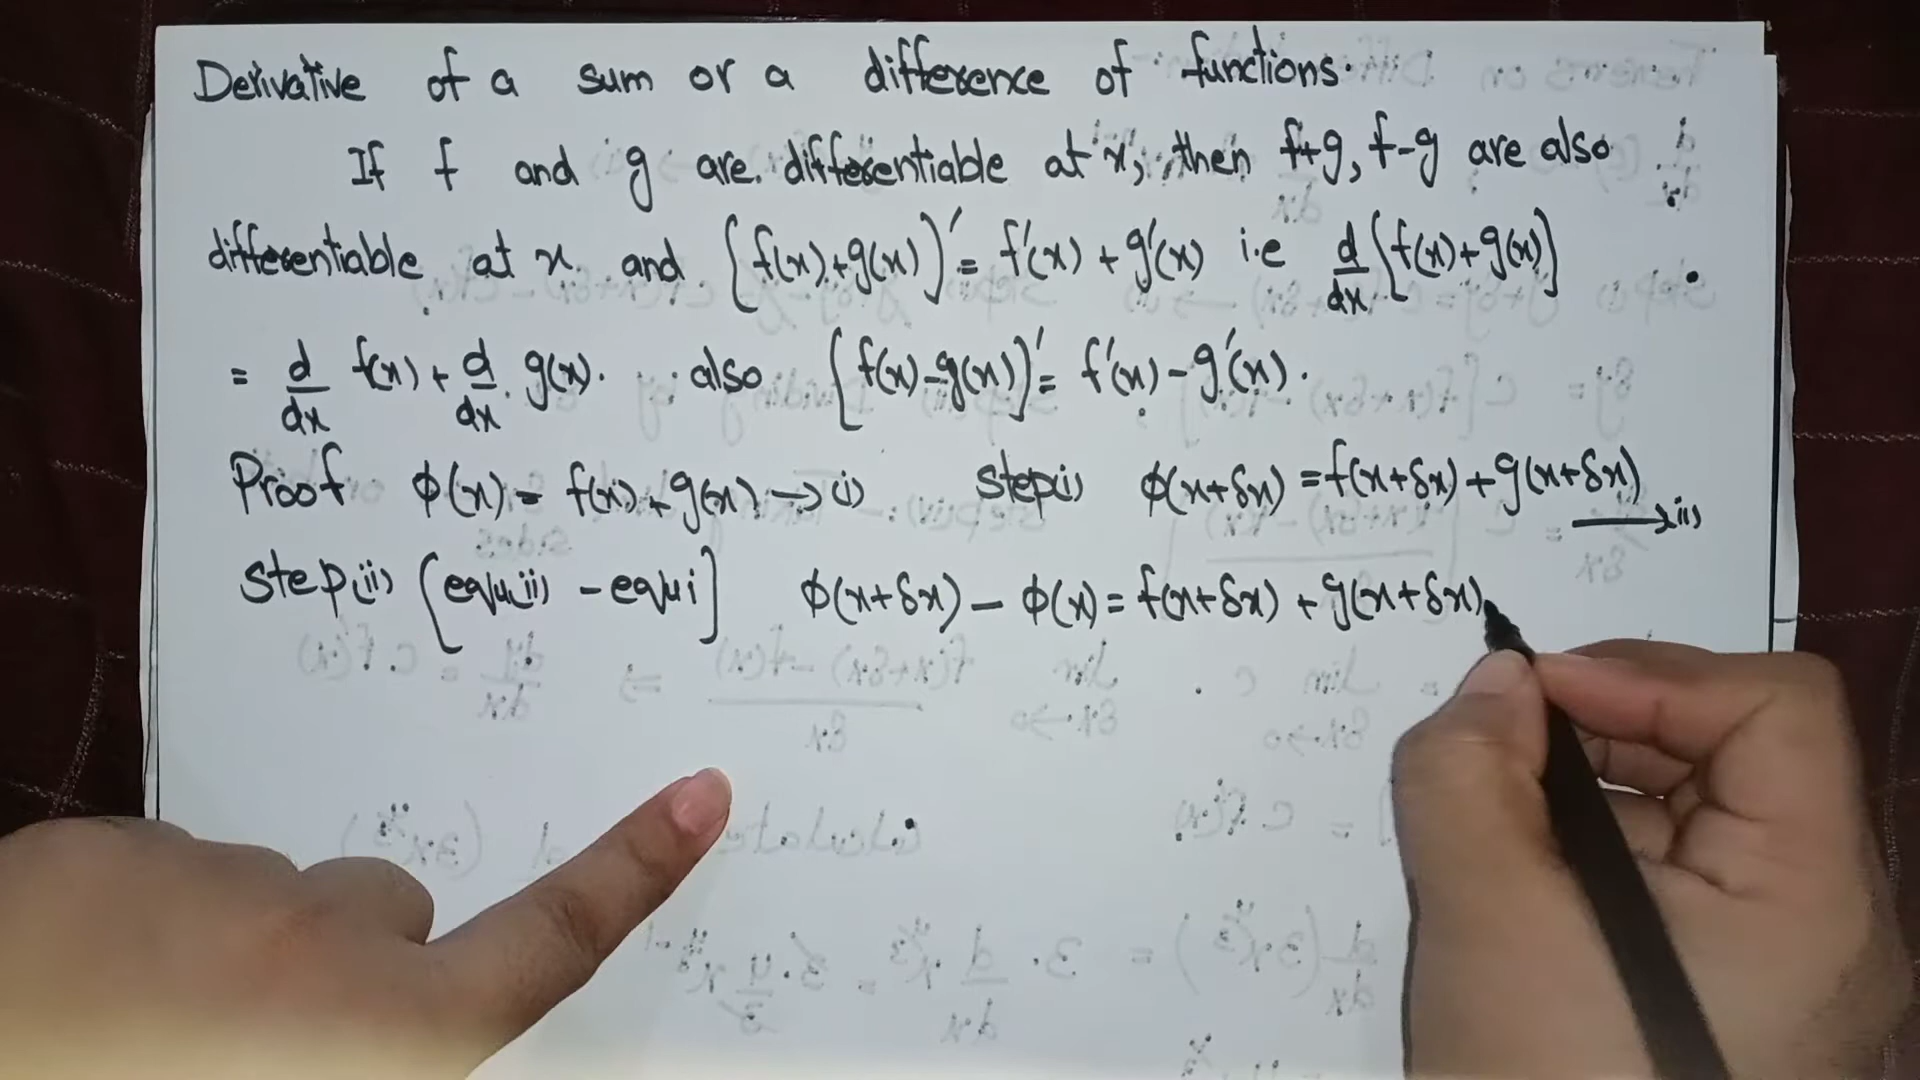 Derivative of a sum or a difference of functions.
If f and g are differentiable at x, then f+g, f-g are also
differentiable at x and [f(x)+g(x)]' = f'(x) + g'(x) i.e d/dx [f(x)+g(x)]
= d/dx f(x) + d/dx g(x). also [f(x)-g(x)]' = f'(x) - g'(x).
Proof ϕ(x) = f(x)+g(x) → (i) step(i) ϕ(x+δx) = f(x+δx) + g(x+δx) → ii)
Step(ii) [equ(ii) - equ i] ϕ(x+δx) - ϕ(x) = f(x+δx) + g(x+δx)